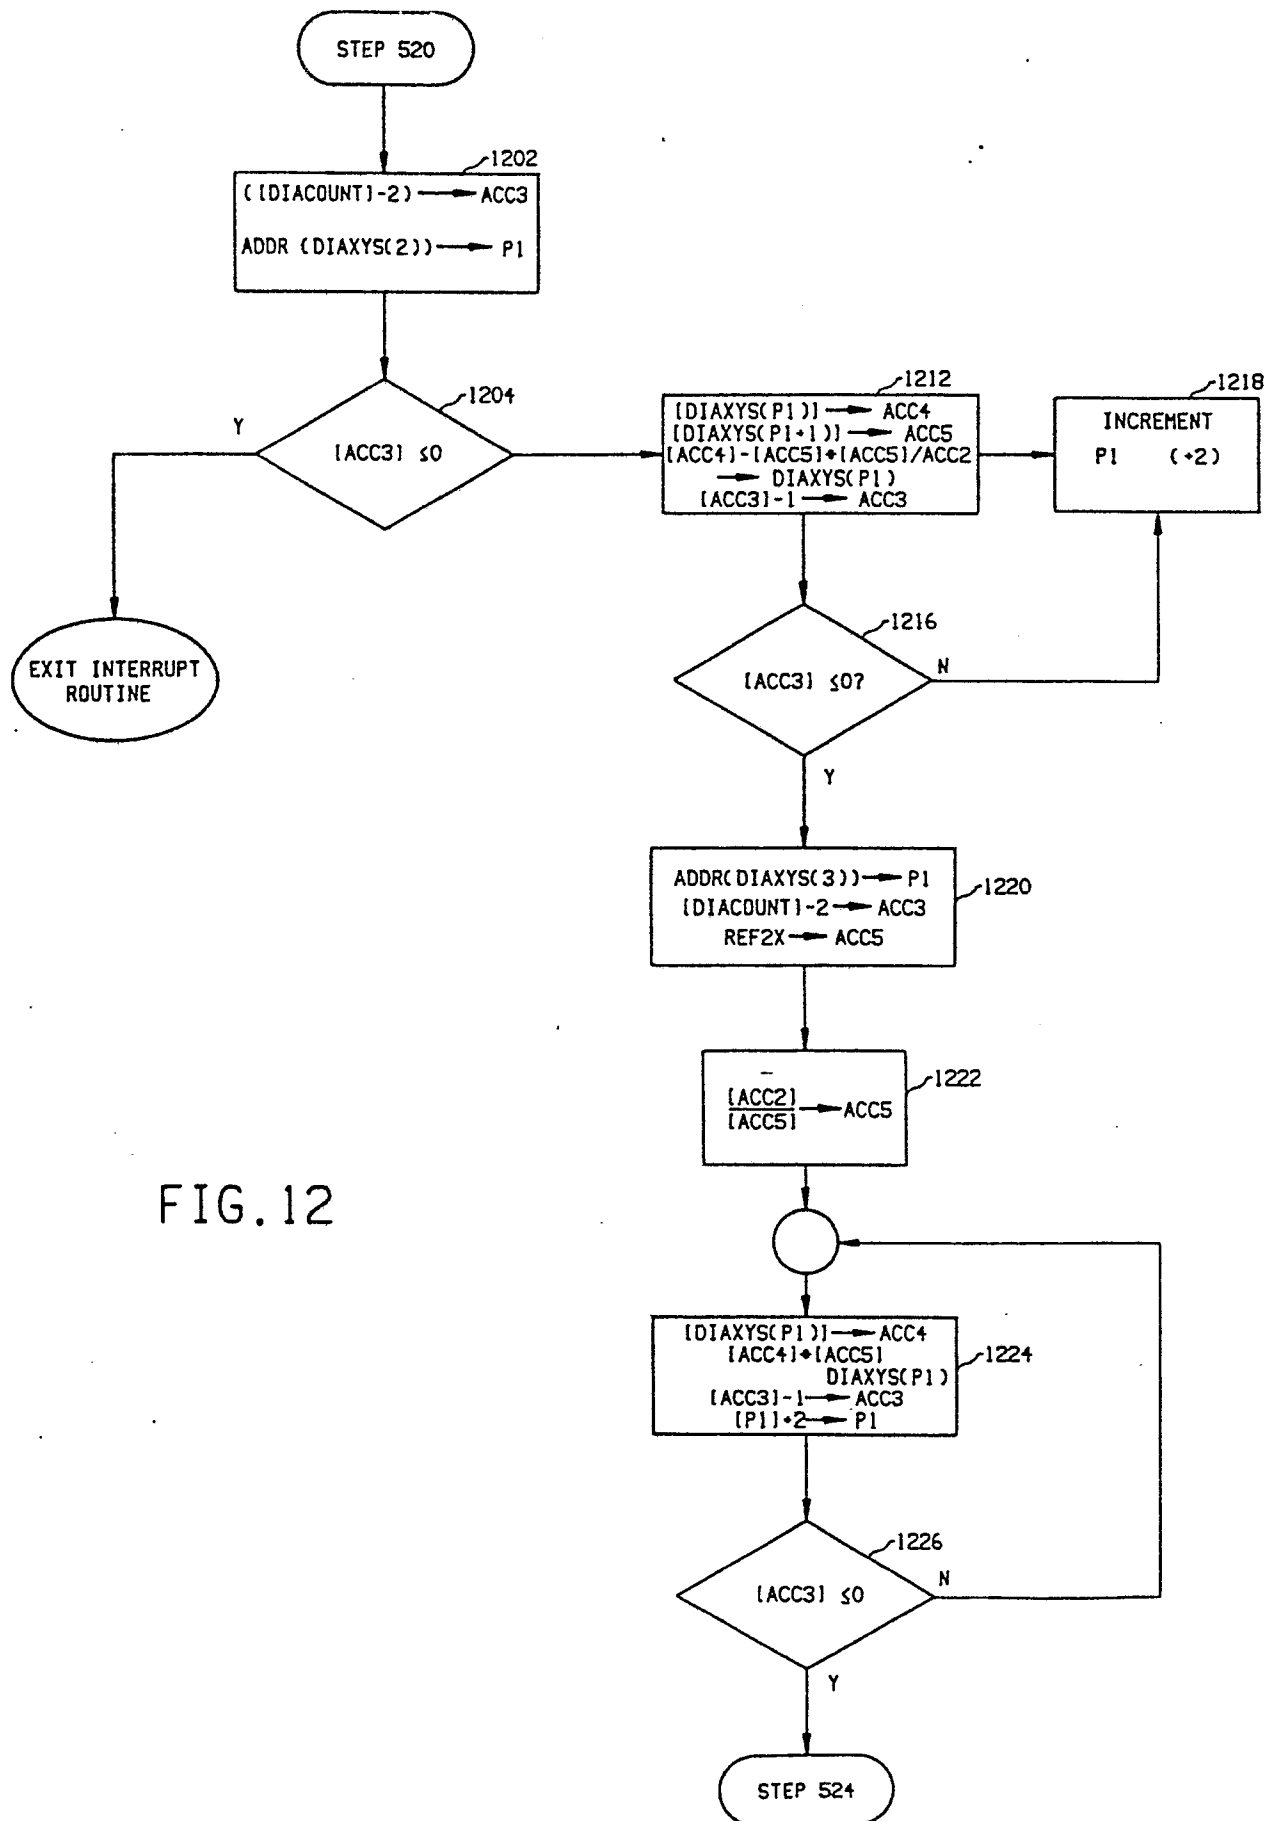 STEP 520
1202
([DIACOUNT]-2) → ACC3
ADDR (DIAXYS(2)) → P1
1204
Y
[ACC3] ≤0
EXIT INTERRUPT
ROUTINE
1212
[DIAXYS(P1)] → ACC4
[DIAXYS(P1+1)] → ACC5
[ACC4]-[ACC5]*[ACC5]/ACC2
→ DIAXYS(P1)
[ACC3]-1 → ACC3
1218
INCREMENT
P1 (+2)
1216
N
[ACC3] ≤0?
Y
ADDR(DIAXYS(3)) → P1
[DIACOUNT]-2 → ACC3
REF2X → ACC5
1220
1222
–
[ACC2]
[ACC5]
→ ACC5
FIG.12
[DIAXYS(P1)] → ACC4
[ACC4]*[ACC5]
DIAXYS(P1)
[ACC3]-1 → ACC3
[P1]+2 → P1
1224
1226
N
[ACC3] ≤0
Y
STEP 524